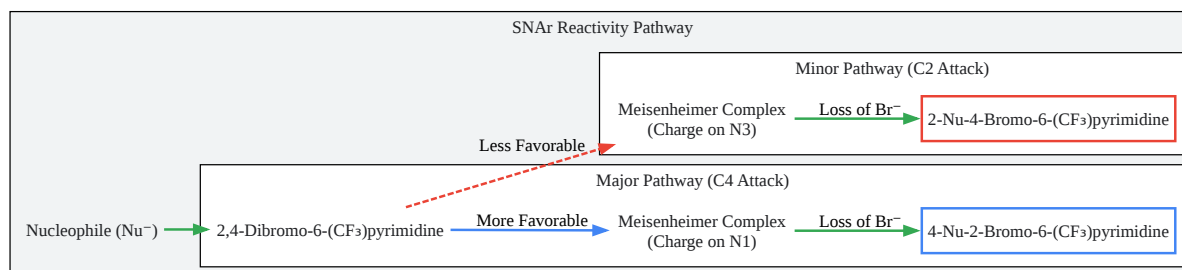 SNAr Reactivity Pathway
Minor Pathway (C2 Attack)
Meisenheimer Complex
(Charge on N3)
Loss of Br⁻
2-Nu-4-Bromo-6-(CF₃)pyrimidine
Less Favorable
Major Pathway (C4 Attack)
Nucleophile (Nu⁻)
2,4-Dibromo-6-(CF₃)pyrimidine
More Favorable
Meisenheimer Complex
(Charge on N1)
Loss of Br⁻
4-Nu-2-Bromo-6-(CF₃)pyrimidine